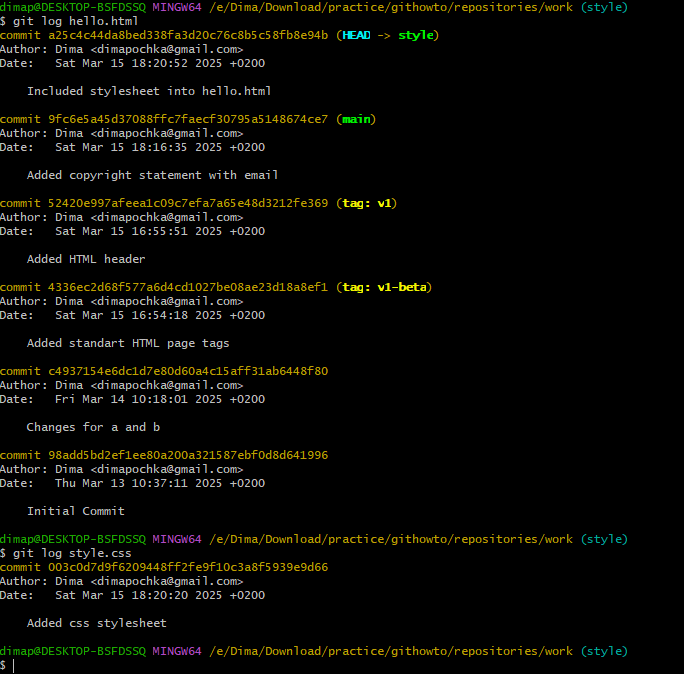 dimap@DESKTOP-BSFDSSQ MINGW64 /e/Dima/Download/practice/githowto/repositories/work (style)
$ git log hello.html
commit a25c4c44da8bed338fa3d20c76c8b5c58fb8e94b (HEAD -> style)
Author: Dima <dimapochka@gmail.com>
Date:   Sat Mar 15 18:20:52 2025 +0200
    Included stylesheet into hello.html
commit 9fc6e5a45d37088ffc7faecf30795a5148674ce7 (main)
Author: Dima <dimapochka@gmail.com>
Date:   Sat Mar 15 18:16:35 2025 +0200
    Added copyright statement with email
commit 52420e997afeea1c09c7efa7a65e48d3212fe369 (tag: v1)
Author: Dima <dimapochka@gmail.com>
Date:   Sat Mar 15 16:55:51 2025 +0200
    Added HTML header
commit 4336ec2d68f577a6d4cd1027be08ae23d18a8ef1 (tag: v1-beta)
Author: Dima <dimapochka@gmail.com>
Date:   Sat Mar 15 16:54:18 2025 +0200
    Added standart HTML page tags
commit c4937154e6dc1d7e80d60a4c15aff31ab6448f80
Author: Dima <dimapochka@gmail.com>
Date:   Fri Mar 14 10:18:01 2025 +0200
    Changes for a and b
commit 98add5bd2ef1ee80a200a321587ebf0d8d641996
Author: Dima <dimapochka@gmail.com>
Date:   Thu Mar 13 10:37:11 2025 +0200
    Initial Commit
dimap@DESKTOP-BSFDSSQ MINGW64 /e/Dima/Download/practice/githowto/repositories/work (style)
$ git log style.css
commit 003c0d7d9f6209448ff2fe9f10c3a8f5939e9d66
Author: Dima <dimapochka@gmail.com>
Date:   Sat Mar 15 18:20:20 2025 +0200
    Added css stylesheet
dimap@DESKTOP-BSFDSSQ MINGW64 /e/Dima/Download/practice/githowto/repositories/work (style)
$